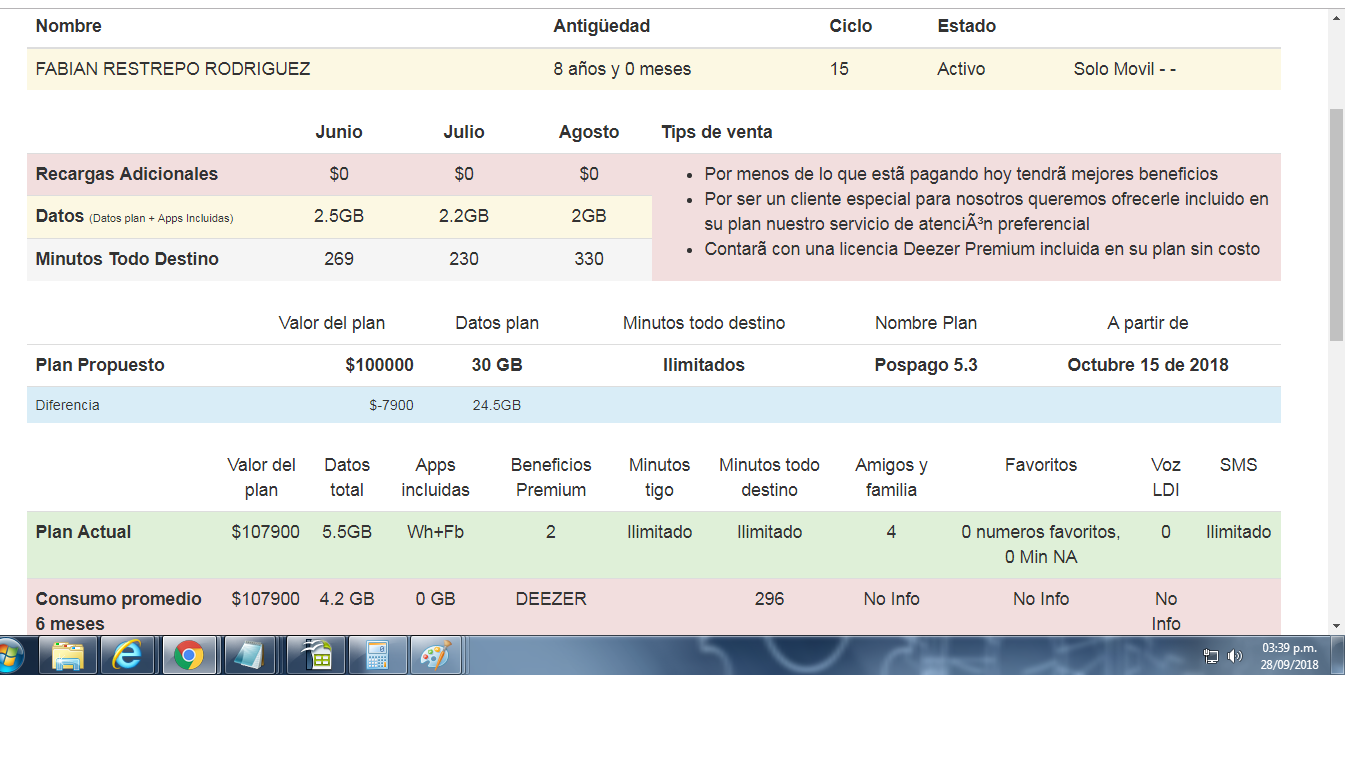 Nombre Antigüedad Ciclo Estado
FABIAN RESTREPO RODRIGUEZ 8 años y 0 meses 15 Activo Solo Movil - -
Junio Julio Agosto Tips de venta
Recargas Adicionales $0 $0 $0
Datos (Datos plan + Apps Incluidas) 2.5GB 2.2GB 2GB
Minutos Todo Destino 269 230 330
• Por menos de lo que estã pagando hoy tendrã mejores beneficios
• Por ser un cliente especial para nosotros queremos ofrecerle incluido en
su plan nuestro servicio de atenciÃ³n preferencial
• Contarã con una licencia Deezer Premium incluida en su plan sin costo
Valor del plan Datos plan Minutos todo destino Nombre Plan A partir de
Plan Propuesto $100000 30 GB Ilimitados Pospago 5.3 Octubre 15 de 2018
Diferencia $-7900 24.5GB
Valor del Datos Apps Beneficios Minutos Minutos todo Amigos y Favoritos Voz SMS
plan total incluidas Premium tigo destino familia LDI
Plan Actual $107900 5.5GB Wh+Fb 2 Ilimitado Ilimitado 4 0 numeros favoritos, 0 Ilimitado
0 Min NA
Consumo promedio $107900 4.2 GB 0 GB DEEZER 296 No Info No Info No
6 meses Info
03:39 p.m.
28/09/2018